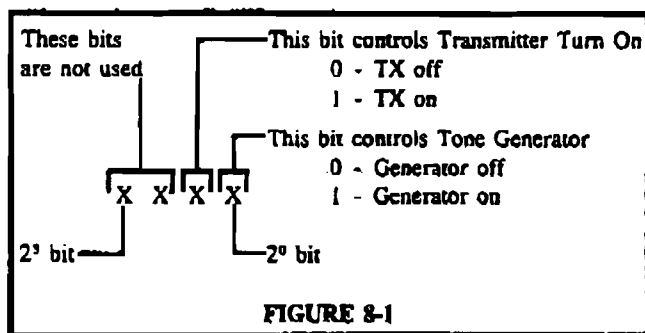 These bits
are not used
This bit controls Transmitter Turn On
0 - TX off
1 - TX on
This bit controls Tone Generator
0 - Generator off
1 - Generator on
X X X X
2³ bit
2⁰ bit
FIGURE 8-1